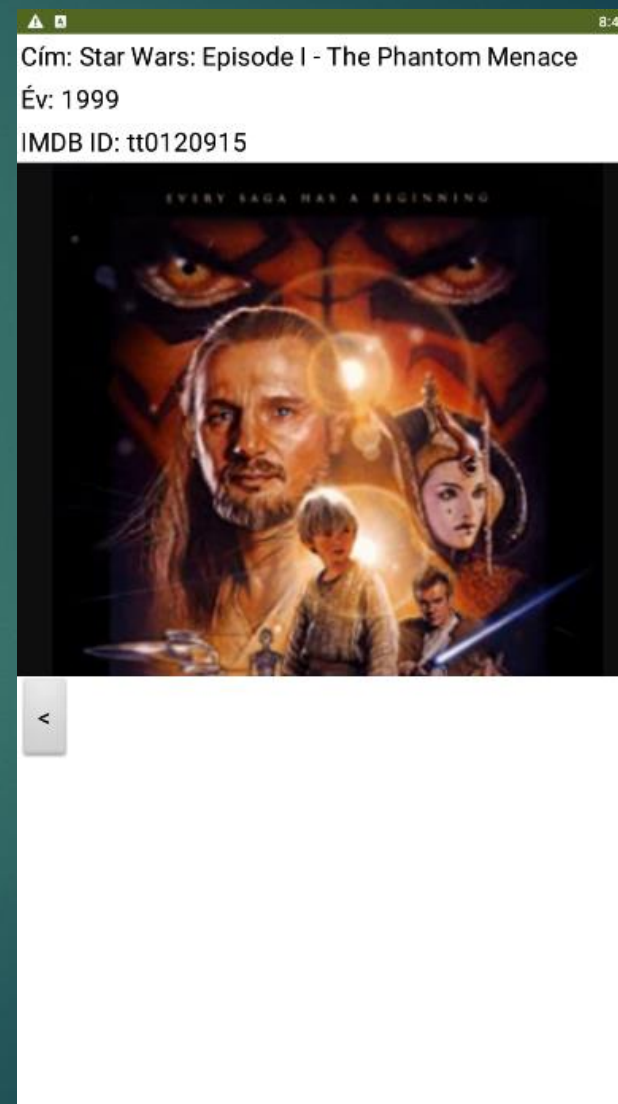 8:4
Cím: Star Wars: Episode I - The Phantom Menace
Év: 1999
IMDB ID: tt0120915
EVERY SAGA HAS A BEGINNING
<